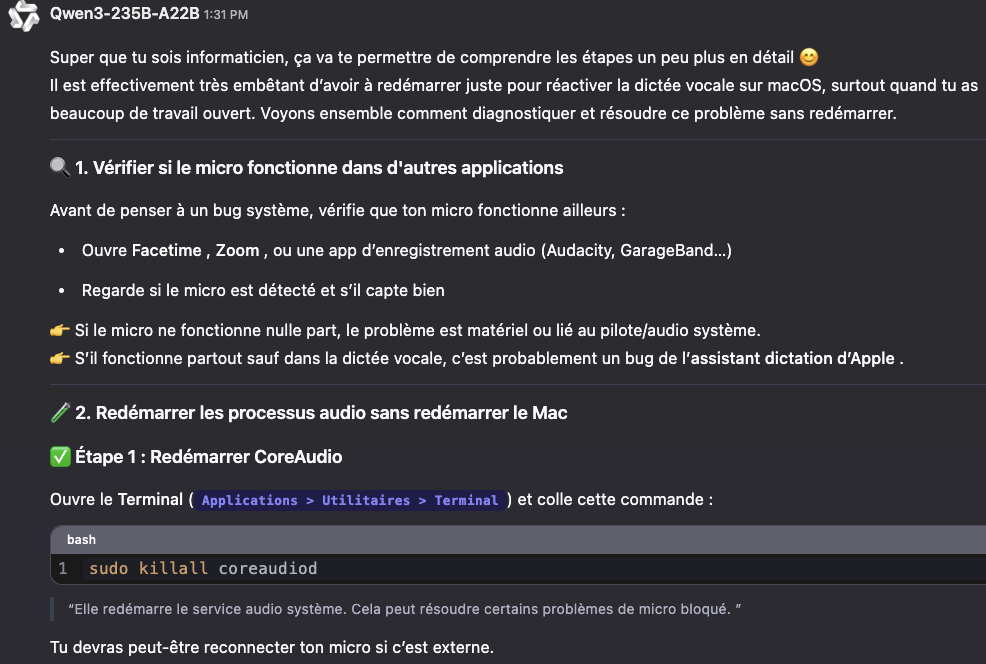 Qwen3-235B-A22B 1:31 PM
Super que tu sois informaticien, ça va te permettre de comprendre les étapes un peu plus en détail 😊
Il est effectivement très embêtant d’avoir à redémarrer juste pour réactiver la dictée vocale sur macOS, surtout quand tu as
beaucoup de travail ouvert. Voyons ensemble comment diagnostiquer et résoudre ce problème sans redémarrer.
🔍 1. Vérifier si le micro fonctionne dans d'autres applications
Avant de penser à un bug système, vérifie que ton micro fonctionne ailleurs :
• Ouvre Facetime , Zoom , ou une app d’enregistrement audio (Audacity, GarageBand…)
• Regarde si le micro est détecté et s’il capte bien
👉 Si le micro ne fonctionne nulle part, le problème est matériel ou lié au pilote/audio système.
👉 S’il fonctionne partout sauf dans la dictée vocale, c’est probablement un bug de l’assistant dictation d’Apple .
🧪 2. Redémarrer les processus audio sans redémarrer le Mac
✅ Étape 1 : Redémarrer CoreAudio
Ouvre le Terminal ( Applications > Utilitaires > Terminal ) et colle cette commande :
bash
1 sudo killall coreaudiod
“Elle redémarre le service audio système. Cela peut résoudre certains problèmes de micro bloqué. ”
Tu devras peut-être reconnecter ton micro si c’est externe.